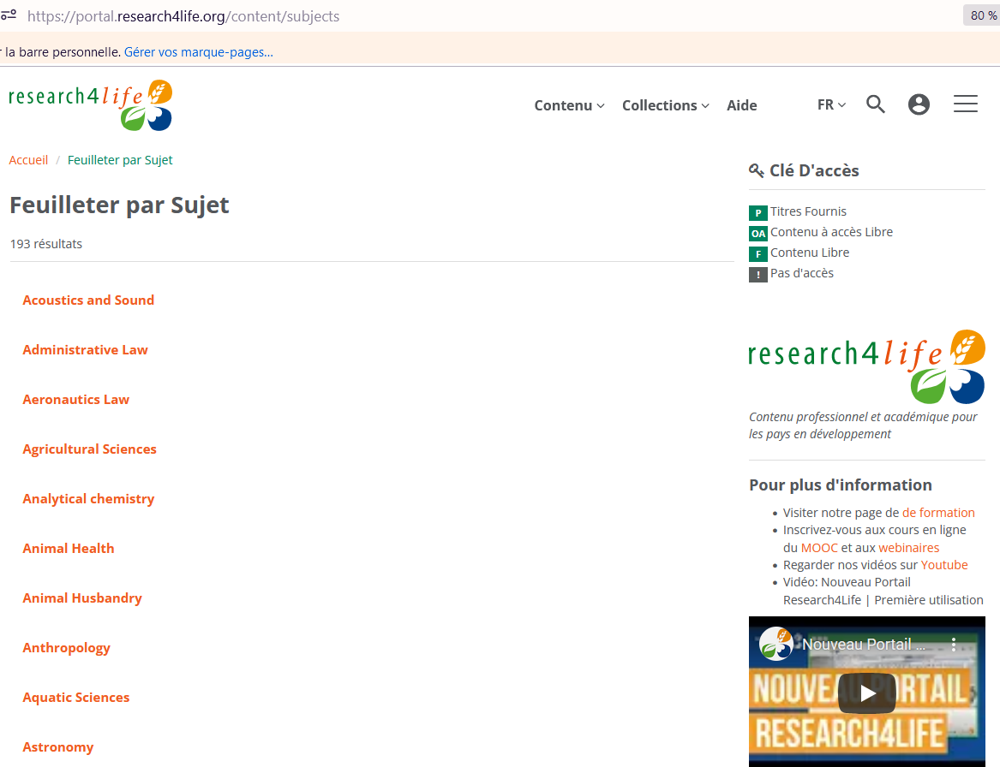 https://portal.research4life.org/content/subjects
80 %
la barre personnelle. Gérer vos marque-pages…
research4life
Contenu
Collections
Aide
FR
Accueil / Feuilleter par Sujet
Feuilleter par Sujet
193 résultats
Acoustics and Sound
Administrative Law
Aeronautics Law
Agricultural Sciences
Analytical chemistry
Animal Health
Animal Husbandry
Anthropology
Aquatic Sciences
Astronomy
Clé D'accès
P Titres Fournis
OA Contenu à accès Libre
F Contenu Libre
! Pas d'accès
research4life
Contenu professionnel et académique pour
les pays en développement
Pour plus d'information
• Visiter notre page de de formation
• Inscrivez-vous aux cours en ligne
du MOOC et aux webinaires
• Regarder nos vidéos sur Youtube
• Vidéo: Nouveau Portail
Research4Life | Première utilisation
Nouveau Portail ...
NOUVEAU PORTAIL
RESEARCH4LIFE